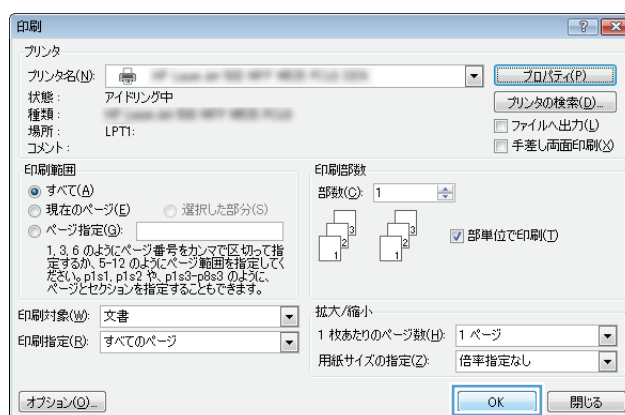 印刷
プリンタ
プリンタ名(N):
プロパティ(P)
状態： アイドリング中
プリンタの検索(D)...
種類：
ファイルへ出力(L)
場所： LPT1:
手差し両面印刷(X)
コメント：
印刷範囲
すべて(A)
現在のページ(E) 選択した部分(S)
ページ指定(G):
1, 3, 6 のようにページ番号をカンマで区切って指
定するか、5-12 のようにページ範囲を指定してく
ださい。p1s1, p1s2 や、p1s3-p8s3 のように、
ページとセクションを指定することもできます。
印刷部数
部数(C): 1
3 3
2 2
1 1
部単位で印刷(T)
印刷対象(W): 文書
印刷指定(R): すべてのページ
拡大/縮小
1 枚あたりのページ数(H): 1 ページ
用紙サイズの指定(Z): 倍率指定なし
オプション(O)...
OK 閉じる